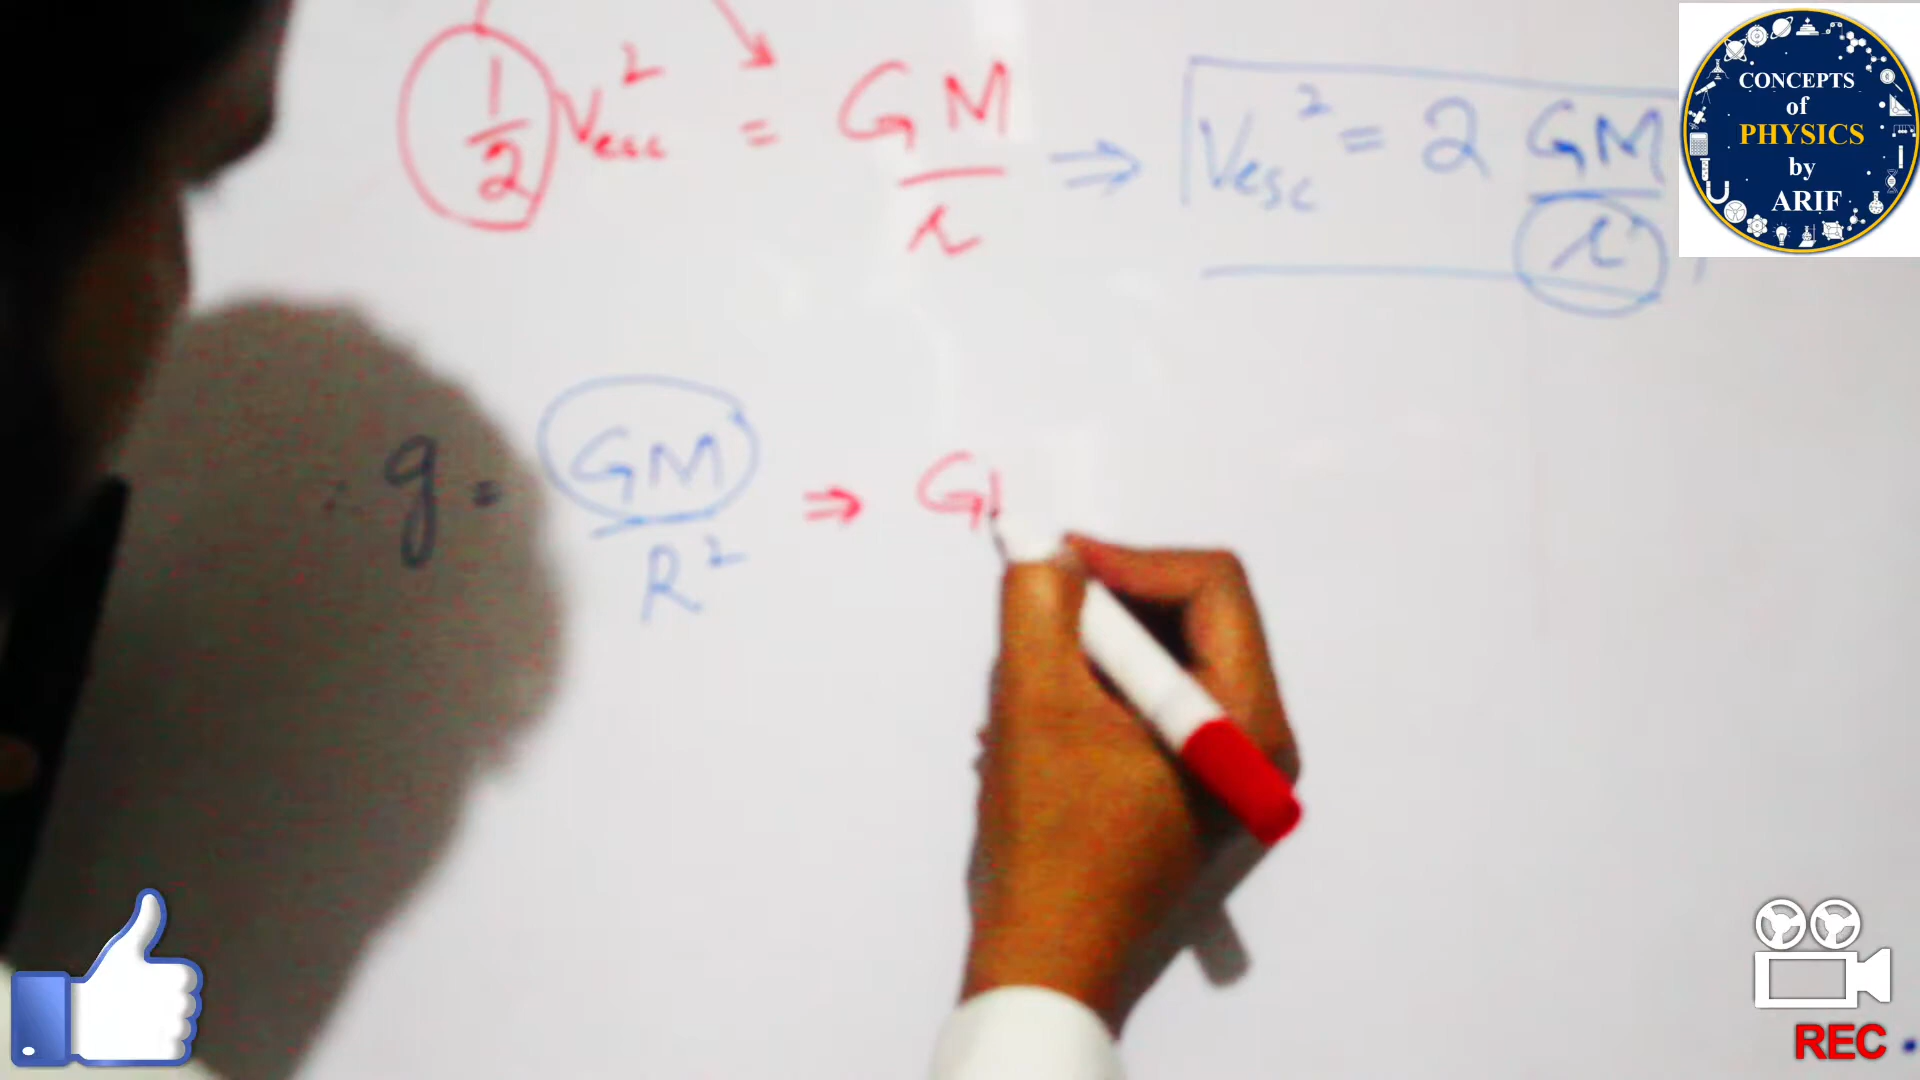 1/2 Vesc² = GM/r ⇒ Vesc² = 2 GM/r
g = GM/R² ⇒ G
CONCEPTS
of
PHYSICS
by
ARIF
REC